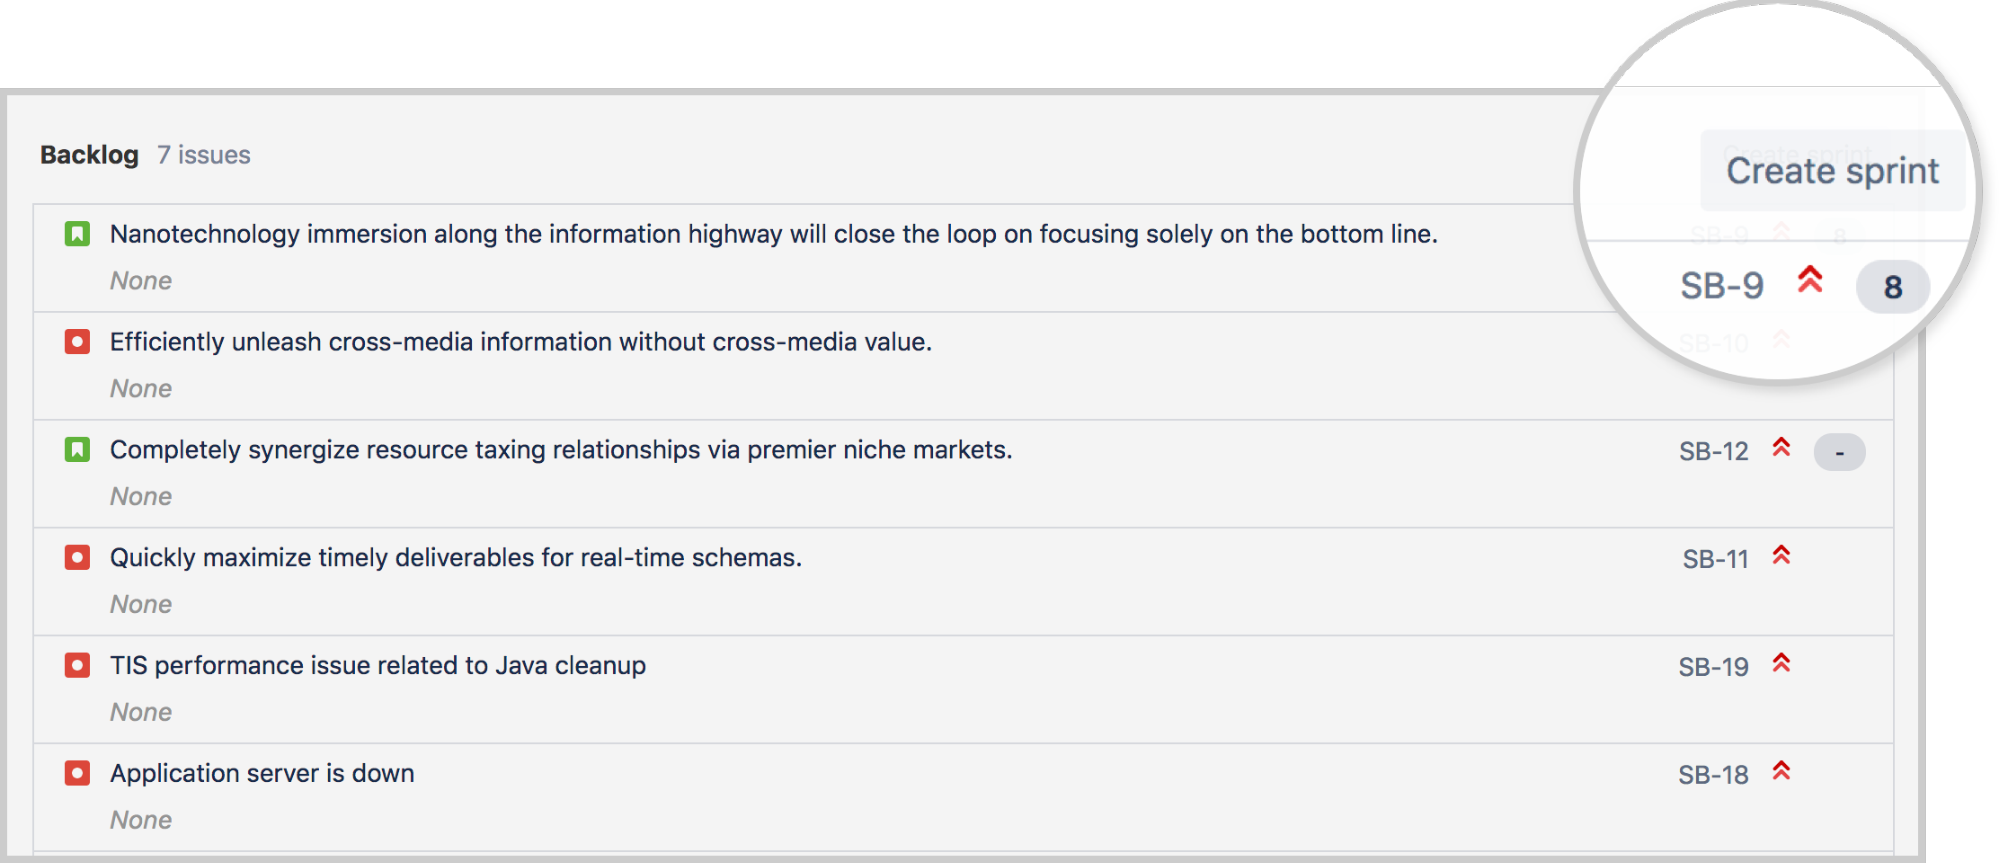 Backlog 7 issues
Create sprint
Nanotechnology immersion along the information highway will close the loop on focusing solely on the bottom line.
SB-9 8
None
Efficiently unleash cross-media information without cross-media value.
SB-10
None
Completely synergize resource taxing relationships via premier niche markets.
SB-12 -
None
Quickly maximize timely deliverables for real-time schemas.
SB-11
None
TIS performance issue related to Java cleanup
SB-19
None
Application server is down
SB-18
None